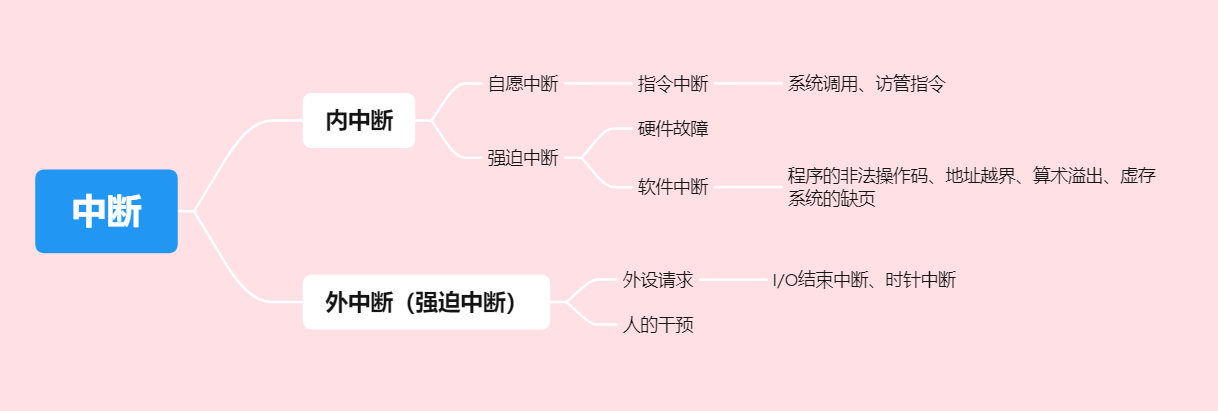 中断
内中断
自愿中断
指令中断
系统调用、访管指令
强迫中断
硬件故障
软件中断
程序的非法操作码、地址越界、算术溢出、虚存
系统的缺页
外中断（强迫中断）
外设请求
I/O结束中断、时针中断
人的干预